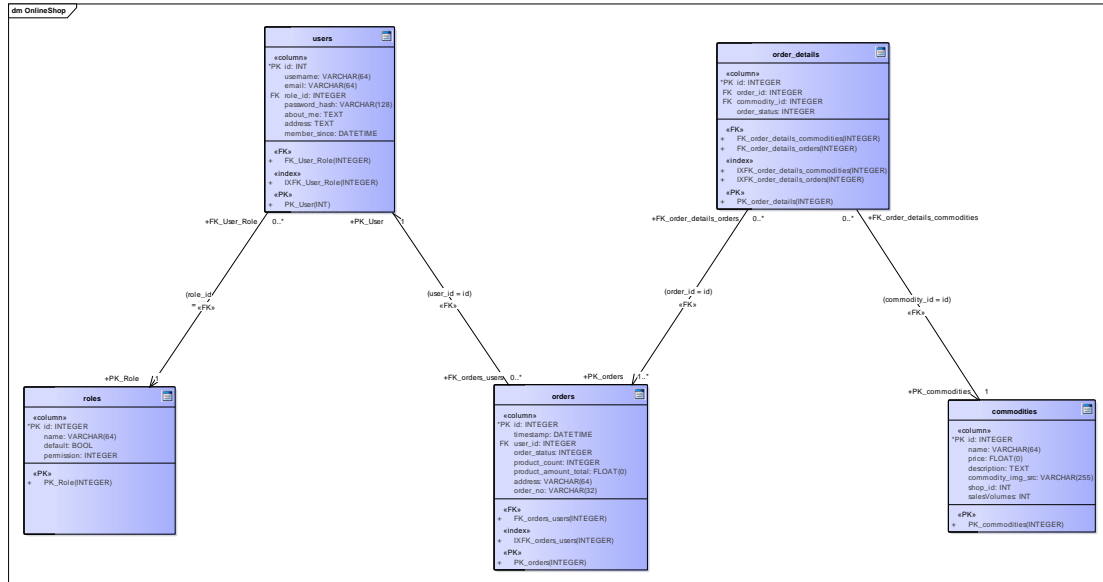 dm OnlineShop
users
«column»
*PK id: INT
username: VARCHAR(64)
email: VARCHAR(64)
FK role_id: INTEGER
password_hash: VARCHAR(128)
about_me: TEXT
address: TEXT
member_since: DATETIME
«FK»
+ FK_User_Role(INTEGER)
«index»
+ IXFK_User_Role(INTEGER)
«PK»
+ PK_User(INT)
order_details
«column»
*PK id: INTEGER
FK order_id: INTEGER
FK commodity_id: INTEGER
order_status: INTEGER
«FK»
+ FK_order_details_commodities(INTEGER)
+ FK_order_details_orders(INTEGER)
«index»
+ IXFK_order_details_commodities(INTEGER)
+ IXFK_order_details_orders(INTEGER)
«PK»
+ PK_order_details(INTEGER)
+FK_User_Role 0..*
+PK_User 1
+FK_order_details_orders 0..*
0..* +FK_order_details_commodities
(role_id
= «FK»
(user_id = id)
«FK»
(order_id = id)
«FK»
(commodity_id = id)
«FK»
+PK_Role 1
+FK_orders_users 0..*
+PK_orders 1..*
+PK_commodities 1
roles
«column»
*PK id: INTEGER
name: VARCHAR(64)
default: BOOL
permission: INTEGER
«PK»
+ PK_Role(INTEGER)
orders
«column»
*PK id: INTEGER
timestamp: DATETIME
FK user_id: INTEGER
order_status: INTEGER
product_count: INTEGER
product_amount_total: FLOAT(0)
address: VARCHAR(64)
order_no: VARCHAR(32)
«FK»
+ FK_orders_users(INTEGER)
«index»
+ IXFK_orders_users(INTEGER)
«PK»
+ PK_orders(INTEGER)
commodities
«column»
*PK id: INTEGER
name: VARCHAR(64)
price: FLOAT(0)
description: TEXT
commodity_img_src: VARCHAR(255)
shop_id: INT
salesVolumes: INT
«PK»
+ PK_commodities(INTEGER)